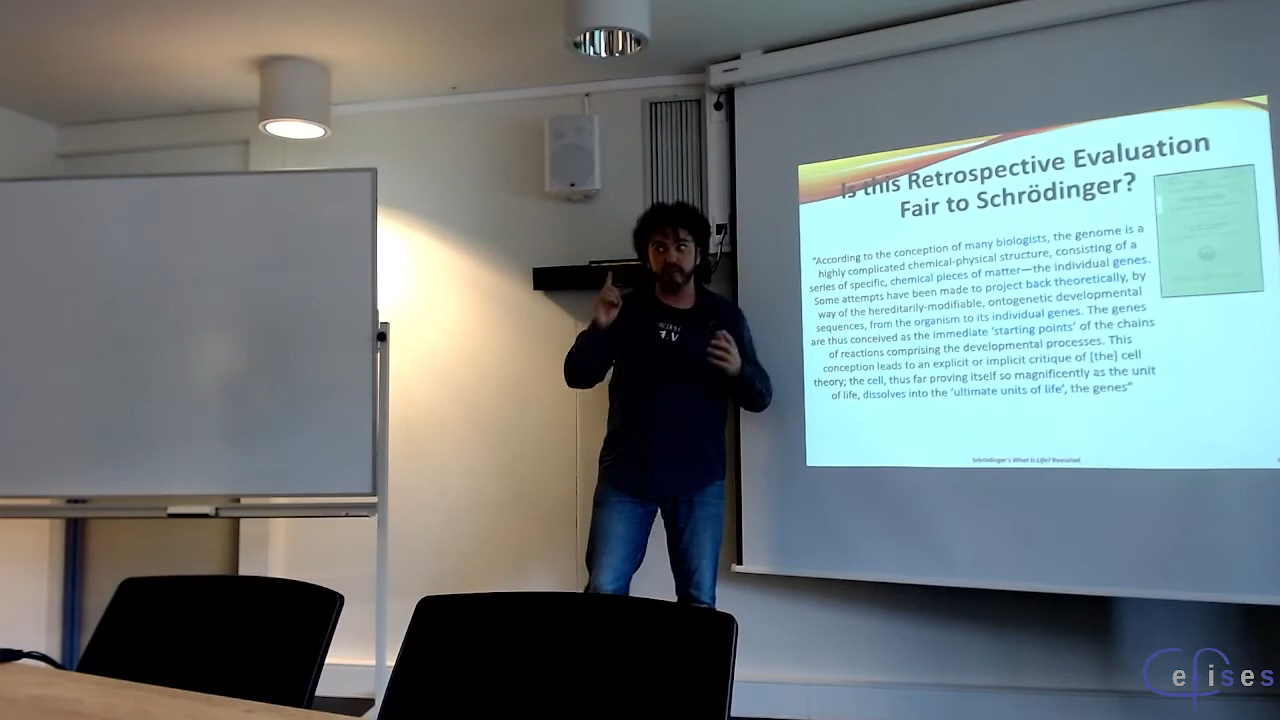 Is this Retrospective Evaluation
Fair to Schrödinger?
"According to the conception of many biologists, the genome is a
highly complicated chemical-physical structure, consisting of a
series of specific, chemical pieces of matter—the individual genes.
Some attempts have been made to project back theoretically, by
way of the hereditarily-modifiable, ontogenetic developmental
sequences, from the organism to its individual genes. The genes
are thus conceived as the immediate 'starting points' of the chains
of reactions comprising the developmental processes. This
conception leads to an explicit or implicit critique of [the] cell
theory; the cell, thus far proving itself so magnificently as the unit
of life, dissolves into the 'ultimate units of life', the genes"
Schrödinger's What Is Life? Revisited
Cefises